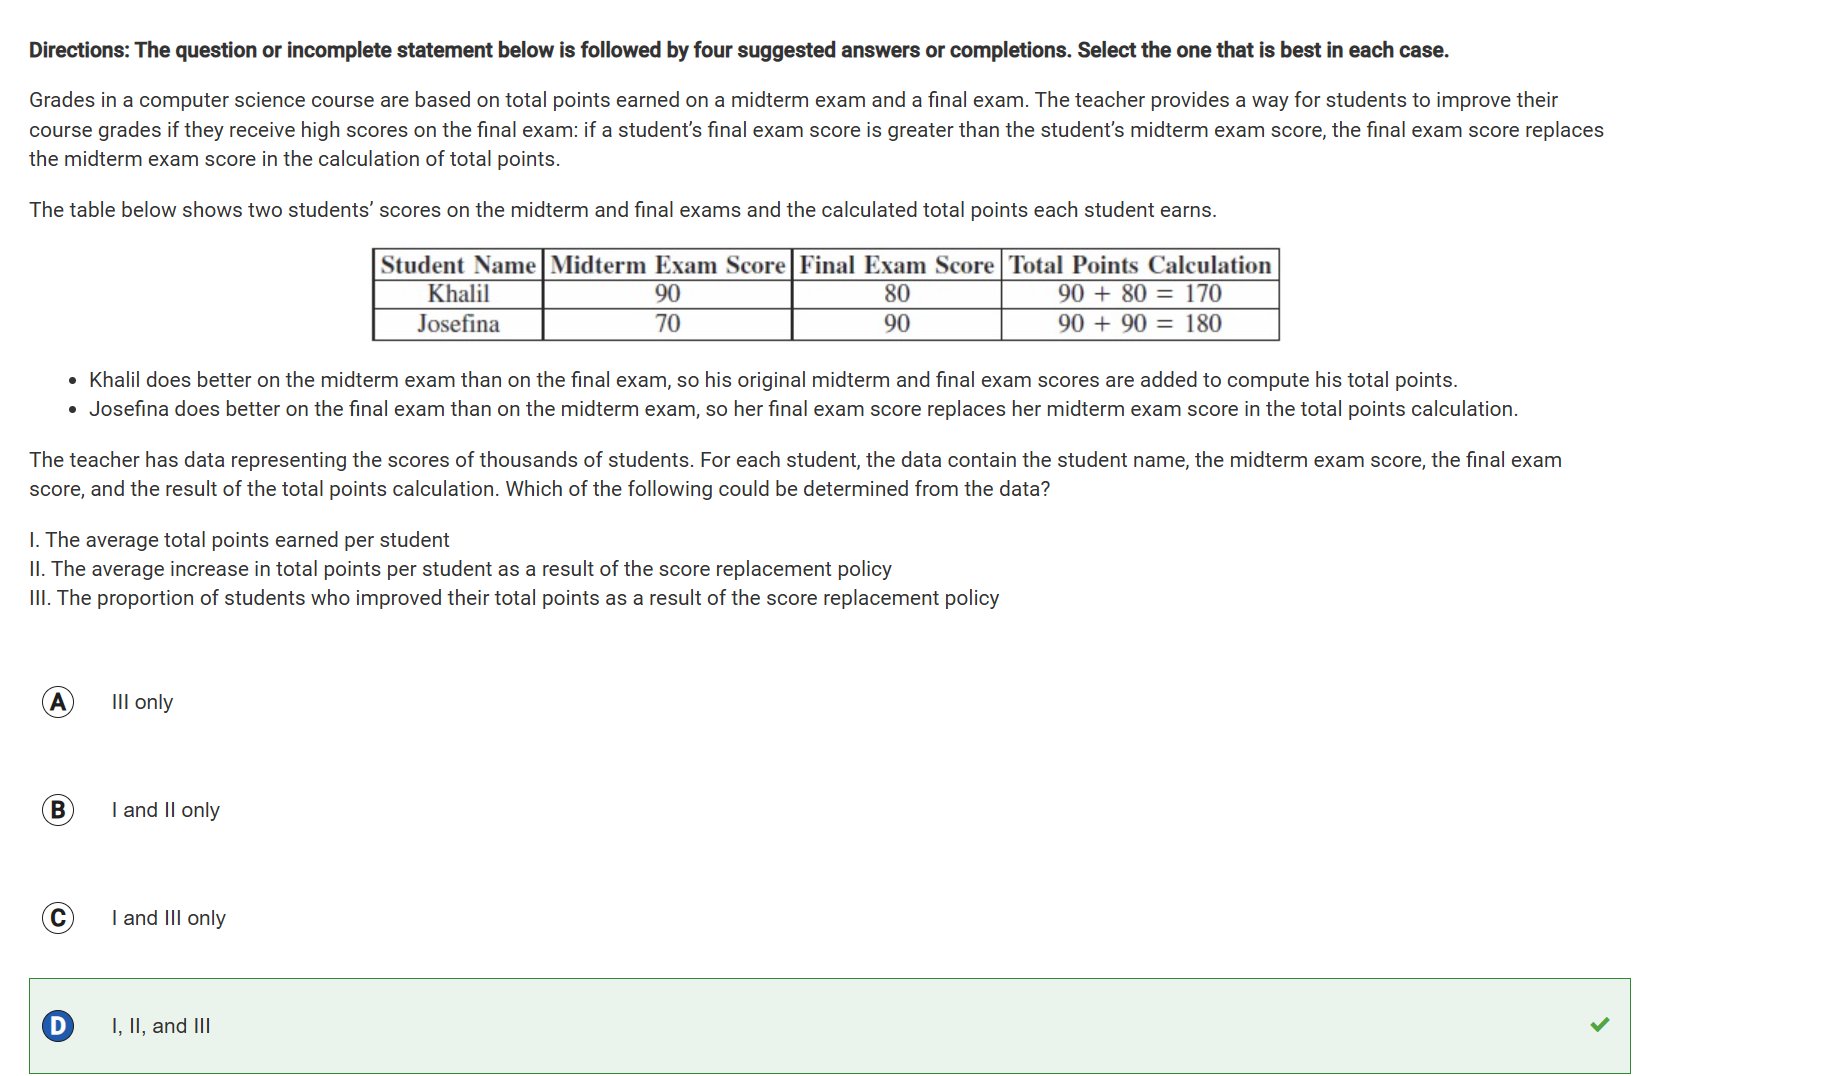 Directions: The question or incomplete statement below is followed by four suggested answers or completions. Select the one that is best in each case.
Grades in a computer science course are based on total points earned on a midterm exam and a final exam. The teacher provides a way for students to improve their
course grades if they receive high scores on the final exam: if a student’s final exam score is greater than the student’s midterm exam score, the final exam score replaces
the midterm exam score in the calculation of total points.
The table below shows two students’ scores on the midterm and final exams and the calculated total points each student earns.
Student Name Midterm Exam Score Final Exam Score Total Points Calculation
Khalil 90 80 90 + 80 = 170
Josefina 70 90 90 + 90 = 180
• Khalil does better on the midterm exam than on the final exam, so his original midterm and final exam scores are added to compute his total points.
• Josefina does better on the final exam than on the midterm exam, so her final exam score replaces her midterm exam score in the total points calculation.
The teacher has data representing the scores of thousands of students. For each student, the data contain the student name, the midterm exam score, the final exam
score, and the result of the total points calculation. Which of the following could be determined from the data?
I. The average total points earned per student
II. The average increase in total points per student as a result of the score replacement policy
III. The proportion of students who improved their total points as a result of the score replacement policy
A III only
B I and II only
C I and III only
D I, II, and III